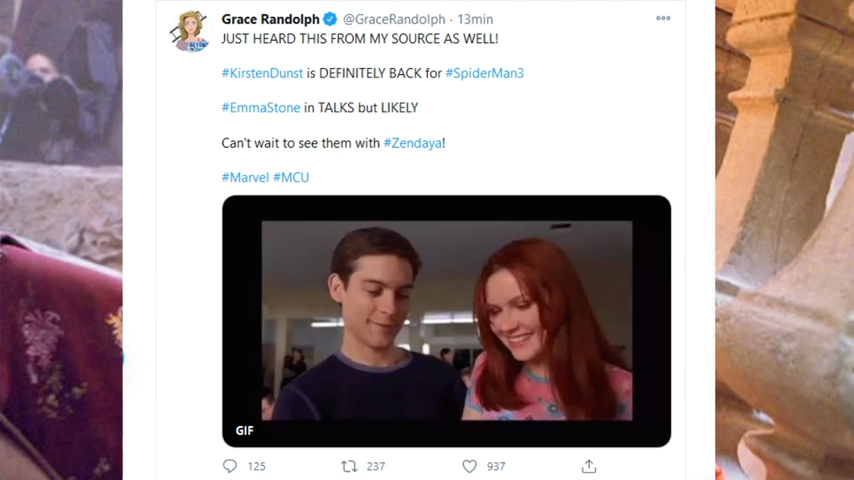 Grace Randolph @GraceRandolph · 13min
JUST HEARD THIS FROM MY SOURCE AS WELL!
#KirstenDunst is DEFINITELY BACK for #SpiderMan3
#EmmaStone in TALKS but LIKELY
Can't wait to see them with #Zendaya!
#Marvel #MCU
GIF
125 237 937